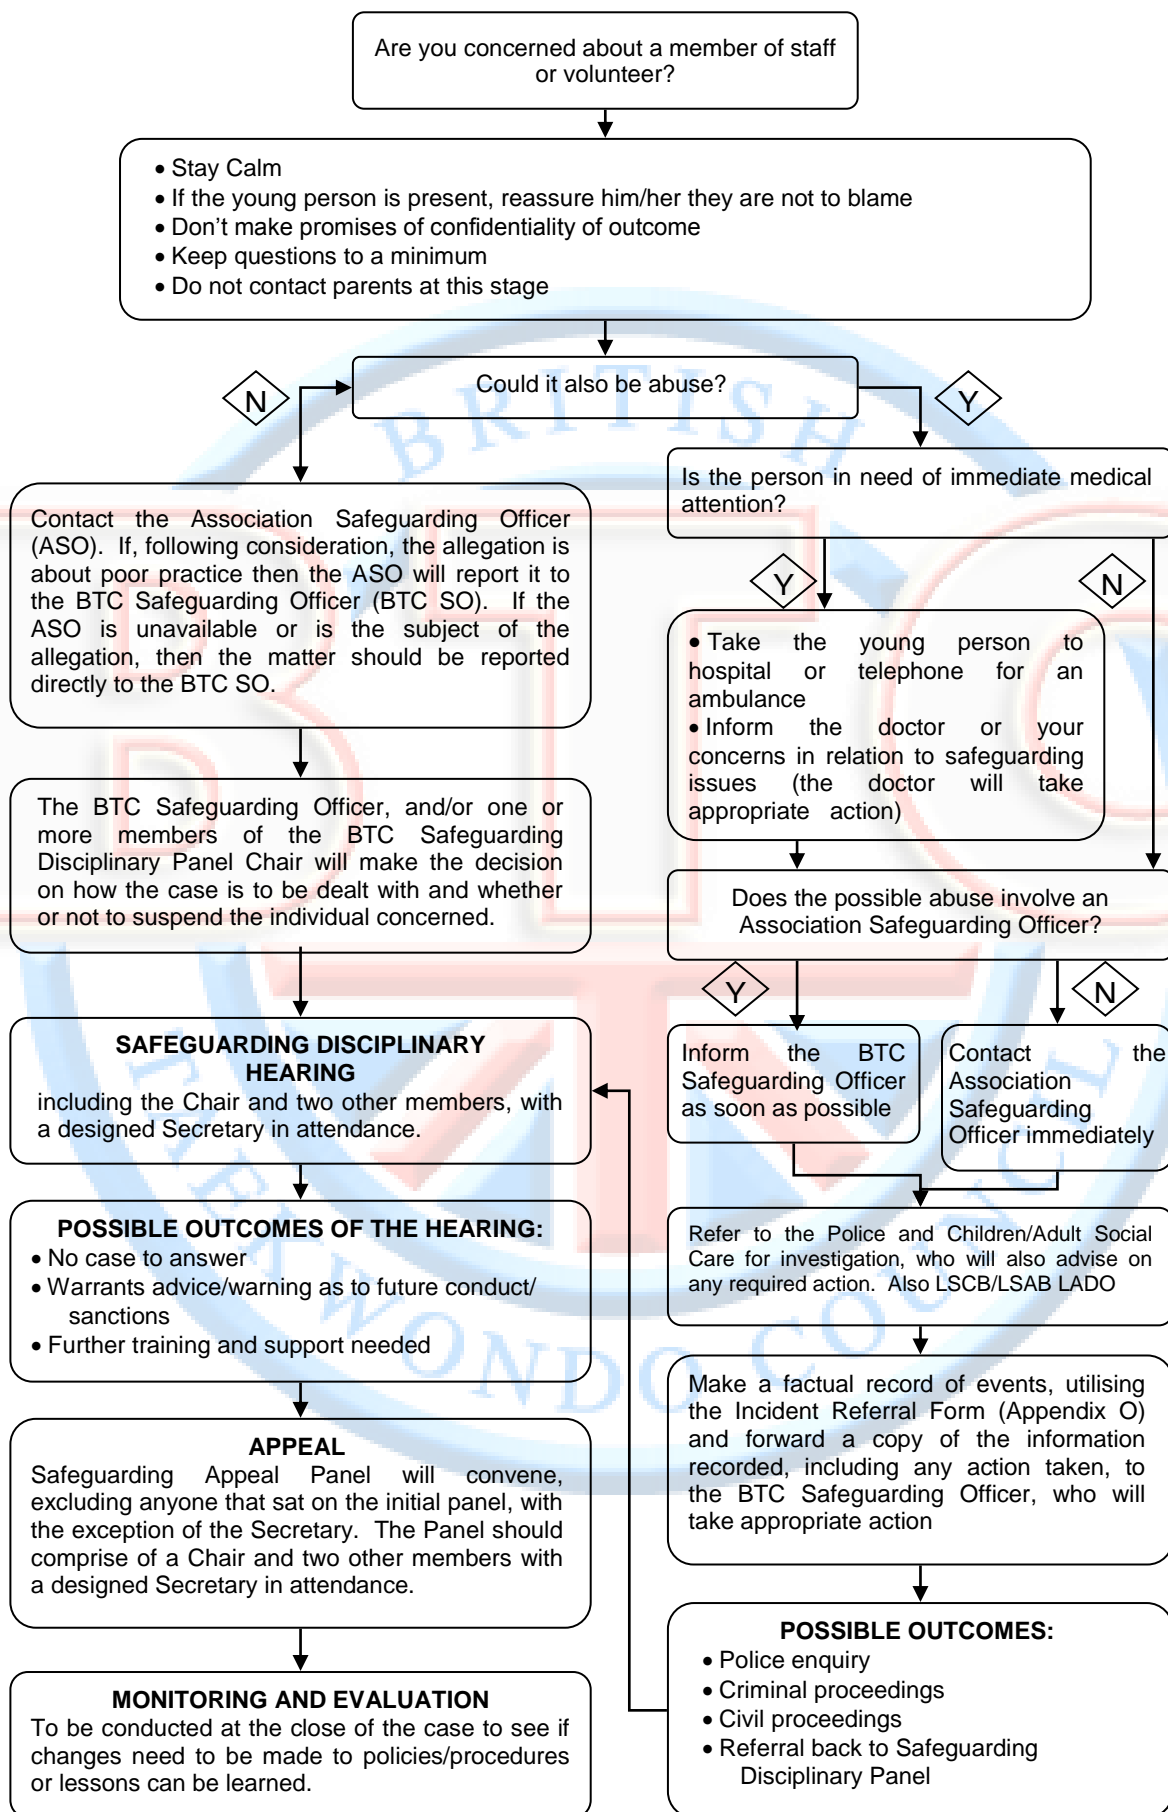 Are you concerned about a member of staff
or volunteer?
• Stay Calm
• If the young person is present, reassure him/her they are not to blame
• Don’t make promises of confidentiality of outcome
• Keep questions to a minimum
• Do not contact parents at this stage
Could it also be abuse?
N
Y
Contact the Association Safeguarding Officer
(ASO). If, following consideration, the allegation is
about poor practice then the ASO will report it to
the BTC Safeguarding Officer (BTC SO). If the
ASO is unavailable or is the subject of the
allegation, then the matter should be reported
directly to the BTC SO.
The BTC Safeguarding Officer, and/or one or
more members of the BTC Safeguarding
Disciplinary Panel Chair will make the decision
on how the case is to be dealt with and whether
or not to suspend the individual concerned.
SAFEGUARDING DISCIPLINARY
HEARING
including the Chair and two other members, with
a designed Secretary in attendance.
POSSIBLE OUTCOMES OF THE HEARING:
• No case to answer
• Warrants advice/warning as to future conduct/
sanctions
• Further training and support needed
APPEAL
Safeguarding Appeal Panel will convene,
excluding anyone that sat on the initial panel, with
the exception of the Secretary. The Panel should
comprise of a Chair and two other members with
a designed Secretary in attendance.
MONITORING AND EVALUATION
To be conducted at the close of the case to see if
changes need to be made to policies/procedures
or lessons can be learned.
Is the person in need of immediate medical
attention?
Y
N
• Take the young person to
hospital or telephone for an
ambulance
• Inform the doctor or your
concerns in relation to safeguarding
issues (the doctor will take
appropriate action)
Does the possible abuse involve an
Association Safeguarding Officer?
Y
N
Inform the BTC
Safeguarding Officer
as soon as possible
Contact the
Association
Safeguarding
Officer immediately
Refer to the Police and Children/Adult Social
Care for investigation, who will also advise on
any required action. Also LSCB/LSAB LADO
Make a factual record of events, utilising
the Incident Referral Form (Appendix O)
and forward a copy of the information
recorded, including any action taken, to
the BTC Safeguarding Officer, who will
take appropriate action
POSSIBLE OUTCOMES:
• Police enquiry
• Criminal proceedings
• Civil proceedings
• Referral back to Safeguarding
Disciplinary Panel
BRITISH
BTC
TAEKWONDO COUNCIL